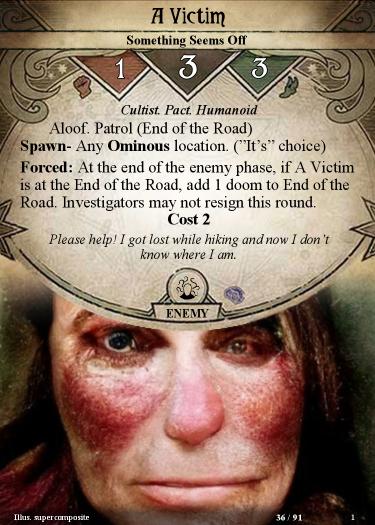 A Victim
Something Seems Off
1 3 3
Cultist. Pact. Humanoid
Aloof. Patrol (End of the Road)
Spawn- Any Ominous location. ("It's" choice)
Forced: At the end of the enemy phase, if A Victim
is at the End of the Road, add 1 doom to End of the
Road. Investigators may not resign this round.
Cost 2
Please help! I got lost while hiking and now I don't
know where I am.
ENEMY
Illus. supercomposite 36 / 91 1